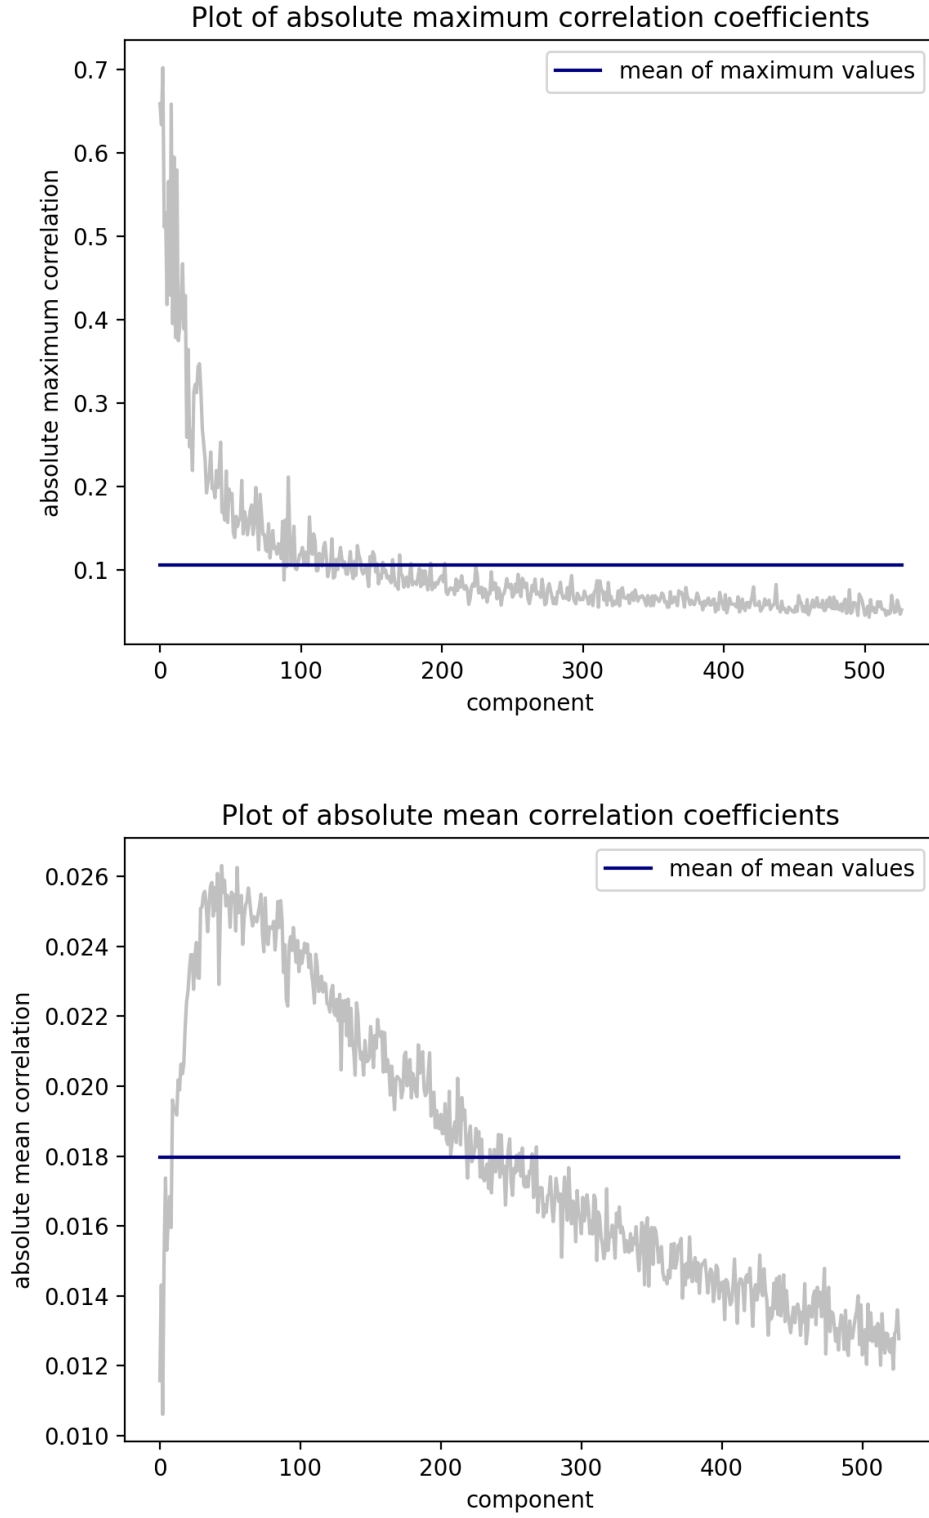 Plot of absolute maximum correlation coefficients
mean of maximum values
0.7
0.6
0.5
0.4
0.3
0.2
0.1
absolute maximum correlation
0 100 200 300 400 500
component
Plot of absolute mean correlation coefficients
mean of mean values
0.026
0.024
0.022
0.020
0.018
0.016
0.014
0.012
0.010
absolute mean correlation
0 100 200 300 400 500
component